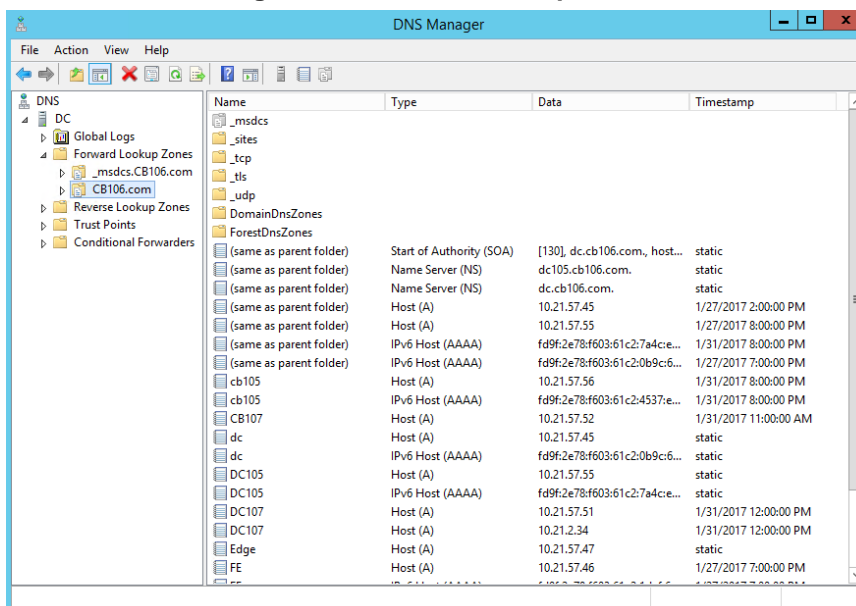 DNS Manager
File Action View Help
DNS
DC
Global Logs
Forward Lookup Zones
_msdcs.CB106.com
CB106.com
Reverse Lookup Zones
Trust Points
Conditional Forwarders
Name Type Data Timestamp
_msdcs
_sites
_tcp
_tls
_udp
DomainDnsZones
ForestDnsZones
(same as parent folder) Start of Authority (SOA) [130], dc.cb106.com., host... static
(same as parent folder) Name Server (NS) dc105.cb106.com. static
(same as parent folder) Name Server (NS) dc.cb106.com. static
(same as parent folder) Host (A) 10.21.57.45 1/27/2017 2:00:00 PM
(same as parent folder) Host (A) 10.21.57.55 1/27/2017 8:00:00 PM
(same as parent folder) IPv6 Host (AAAA) fd9f:2e78:f603:61c2:7a4c:e... 1/31/2017 8:00:00 PM
(same as parent folder) IPv6 Host (AAAA) fd9f:2e78:f603:61c2:0b9c:6... 1/27/2017 7:00:00 PM
cb105 Host (A) 10.21.57.56 1/31/2017 8:00:00 PM
cb105 IPv6 Host (AAAA) fd9f:2e78:f603:61c2:4537:e... 1/31/2017 8:00:00 PM
CB107 Host (A) 10.21.57.52 1/31/2017 11:00:00 AM
dc Host (A) 10.21.57.45 static
dc IPv6 Host (AAAA) fd9f:2e78:f603:61c2:0b9c:6... static
DC105 Host (A) 10.21.57.55 static
DC105 IPv6 Host (AAAA) fd9f:2e78:f603:61c2:7a4c:e... static
DC107 Host (A) 10.21.57.51 1/31/2017 12:00:00 PM
DC107 Host (A) 10.21.2.34 1/31/2017 12:00:00 PM
Edge Host (A) 10.21.57.47 static
FE Host (A) 10.21.57.46 1/27/2017 7:00:00 PM